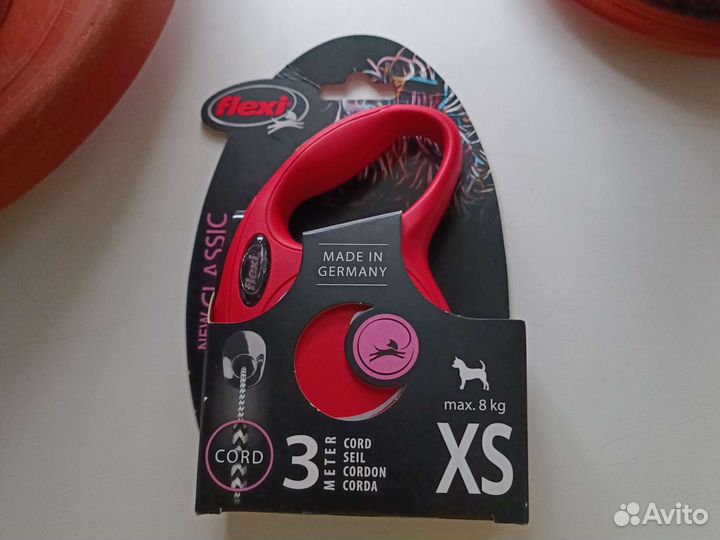 flexi
NEW CLASSIC
flexi
MADE IN
GERMANY
max. 8 kg
CORD
3
METER
CORD
SEIL
CORDON
CORDA
XS
Avito